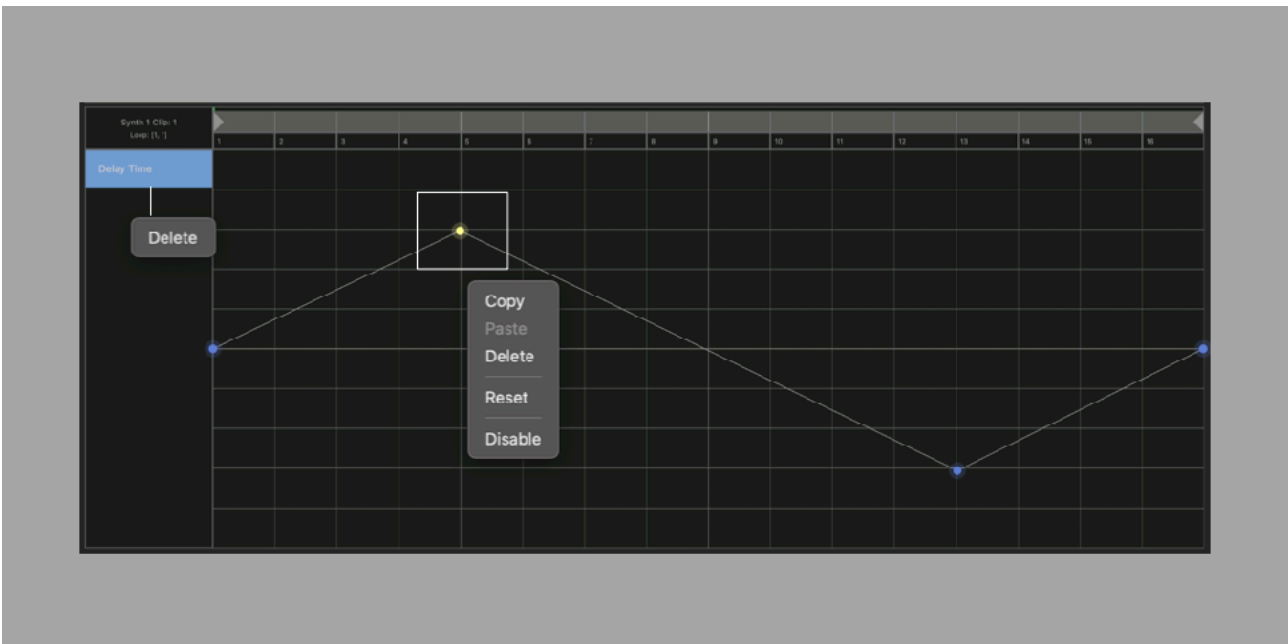 Synth 1 Clip: 1
Loop: [1, ']
1 2 3 4 5 6 7 8 9 10 11 12 13 14 15 16
Delay Time
Delete
Copy
Paste
Delete
Reset
Disable